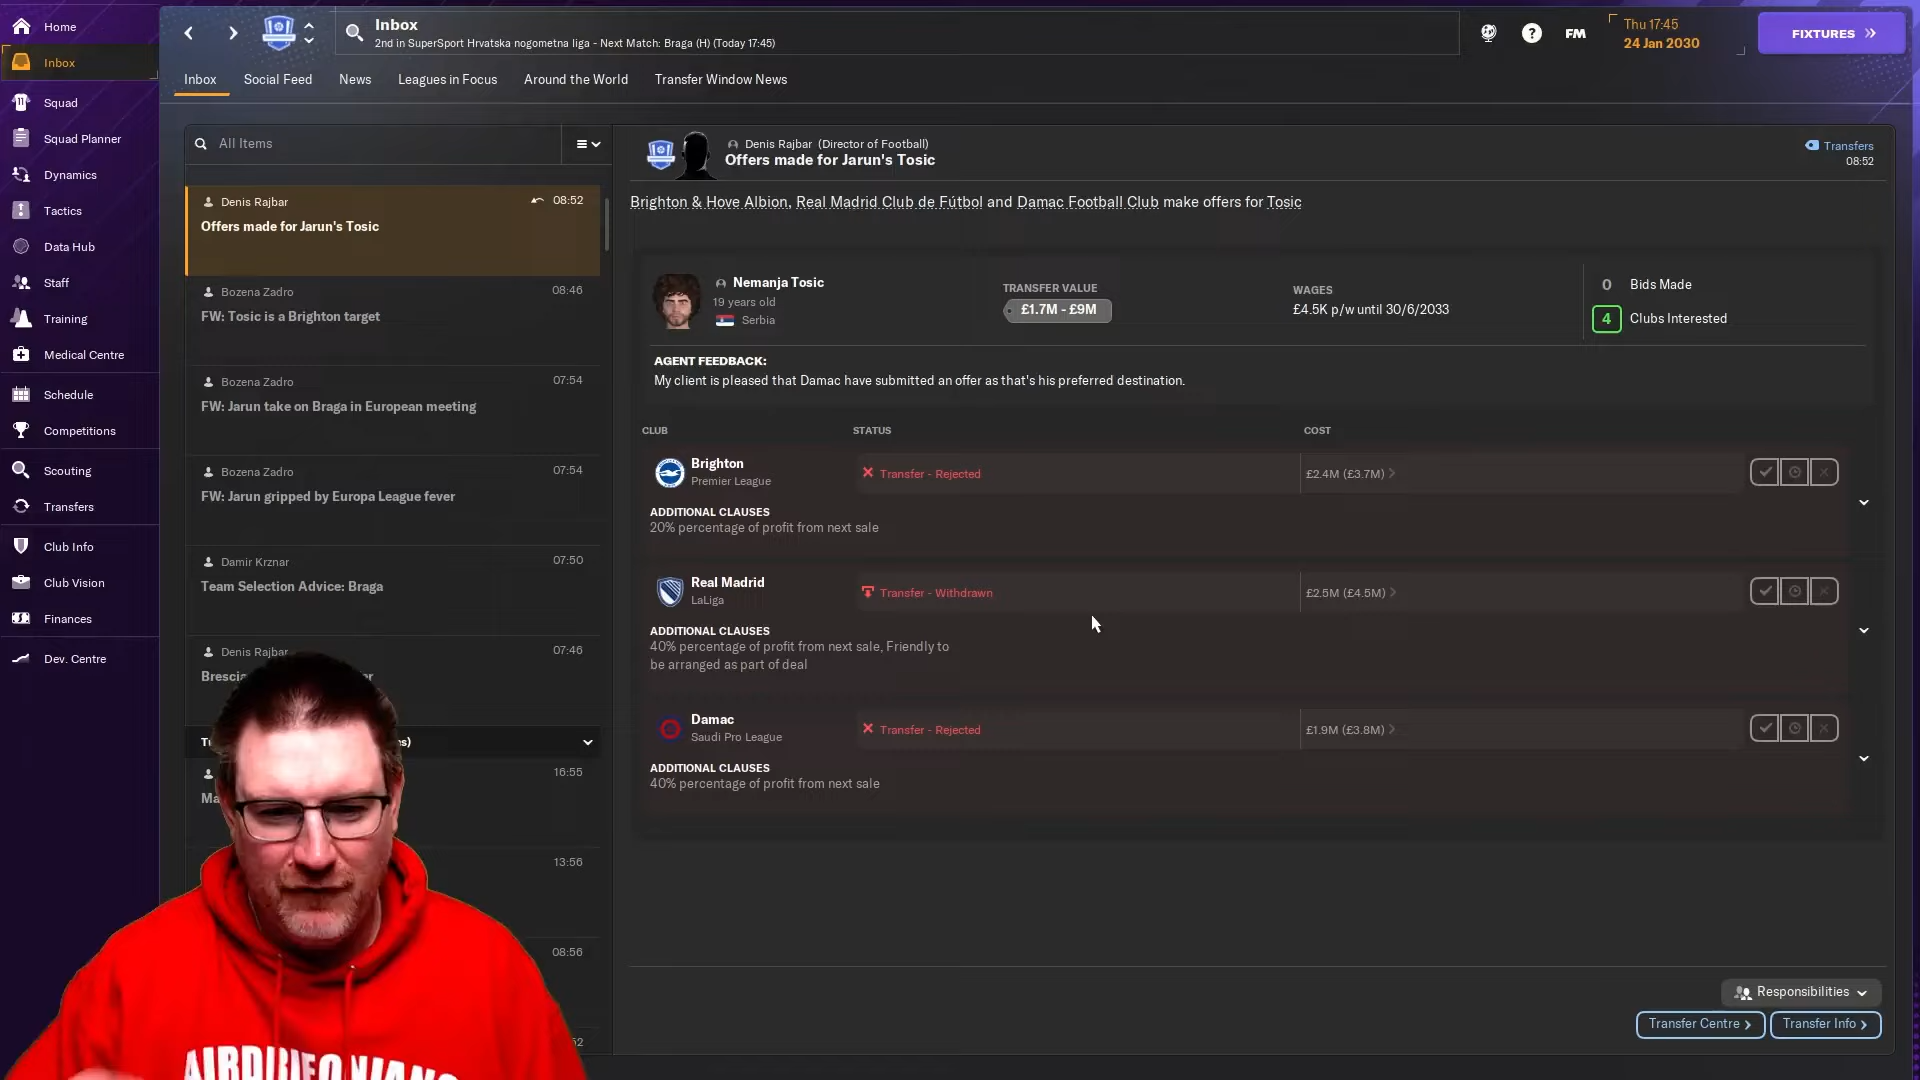 Home
Inbox
Squad
Squad Planner
Dynamics
Tactics
Data Hub
Staff
Training
Medical Centre
Schedule
Competitions
Scouting
Transfers
Club Info
Club Vision
Finances
Dev. Centre
Inbox
2nd in SuperSport Hrvatska nogometna liga - Next Match: Braga (H) (Today 17:45)
FM
Thu 17:45
24 Jan 2030
FIXTURES
Inbox
Social Feed
News
Leagues in Focus
Around the World
Transfer Window News
All Items
Denis Rajbar
08:52
Offers made for Jarun's Tosic
Bozena Zadro
08:46
FW: Tosic is a Brighton target
Bozena Zadro
07:54
FW: Jarun take on Braga in European meeting
Bozena Zadro
07:54
FW: Jarun gripped by Europa League fever
Damir Krznar
07:50
Team Selection Advice: Braga
Denis Rajbar
07:46
16:55
13:56
08:56
Denis Rajbar (Director of Football)
Offers made for Jarun's Tosic
Transfers
08:52
Brighton & Hove Albion, Real Madrid Club de Fútbol and Damac Football Club make offers for Tosic
Nemanja Tosic
19 years old
Serbia
TRANSFER VALUE
£1.7M - £9M
WAGES
£4.5K p/w until 30/6/2033
0 Bids Made
4 Clubs Interested
AGENT FEEDBACK:
My client is pleased that Damac have submitted an offer as that's his preferred destination.
CLUB
STATUS
COST
Brighton
Premier League
Transfer - Rejected
£2.4M (£3.7M)
ADDITIONAL CLAUSES
20% percentage of profit from next sale
Real Madrid
LaLiga
Transfer - Withdrawn
£2.5M (£4.5M)
ADDITIONAL CLAUSES
40% percentage of profit from next sale, Friendly to
be arranged as part of deal
Damac
Saudi Pro League
Transfer - Rejected
£1.9M (£3.8M)
ADDITIONAL CLAUSES
40% percentage of profit from next sale
Responsibilities
Transfer Centre
Transfer Info